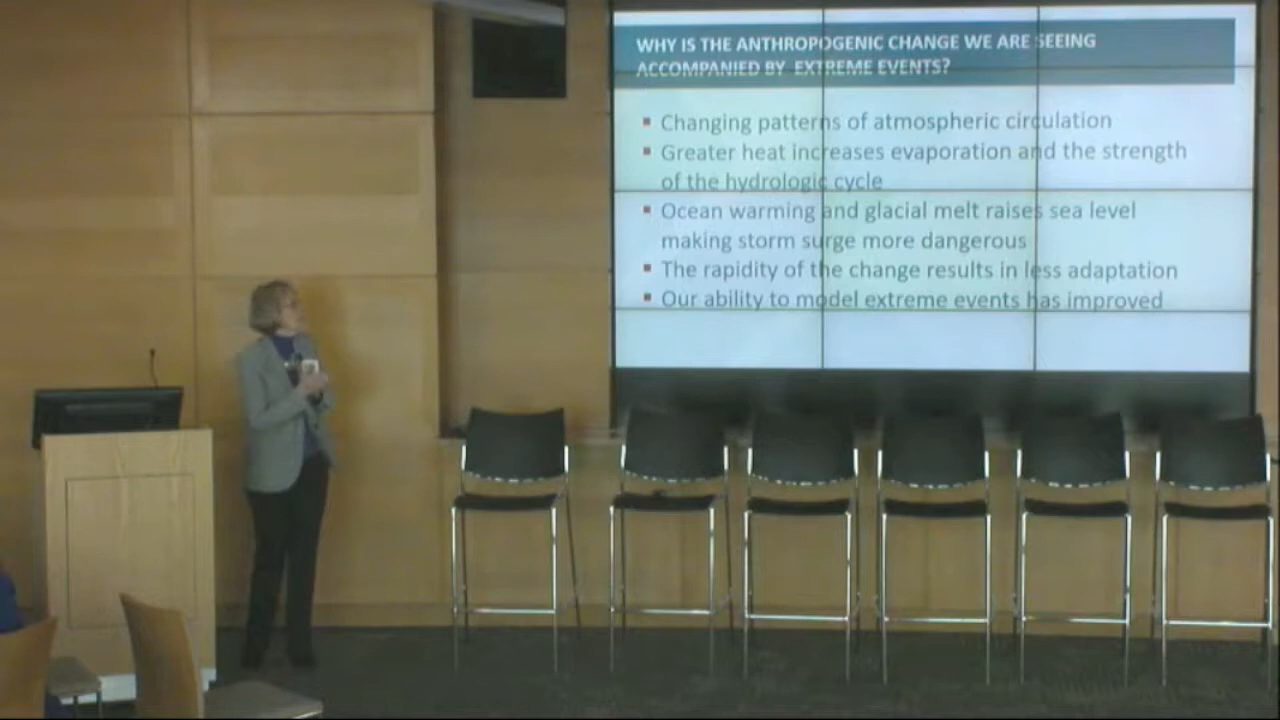 WHY IS THE ANTHROPOGENIC CHANGE WE ARE SEEING
ACCOMPANIED BY EXTREME EVENTS?
▪ Changing patterns of atmospheric circulation
▪ Greater heat increases evaporation and the strength
of the hydrologic cycle
▪ Ocean warming and glacial melt raises sea level
making storm surge more dangerous
▪ The rapidity of the change results in less adaptation
▪ Our ability to model extreme events has improved